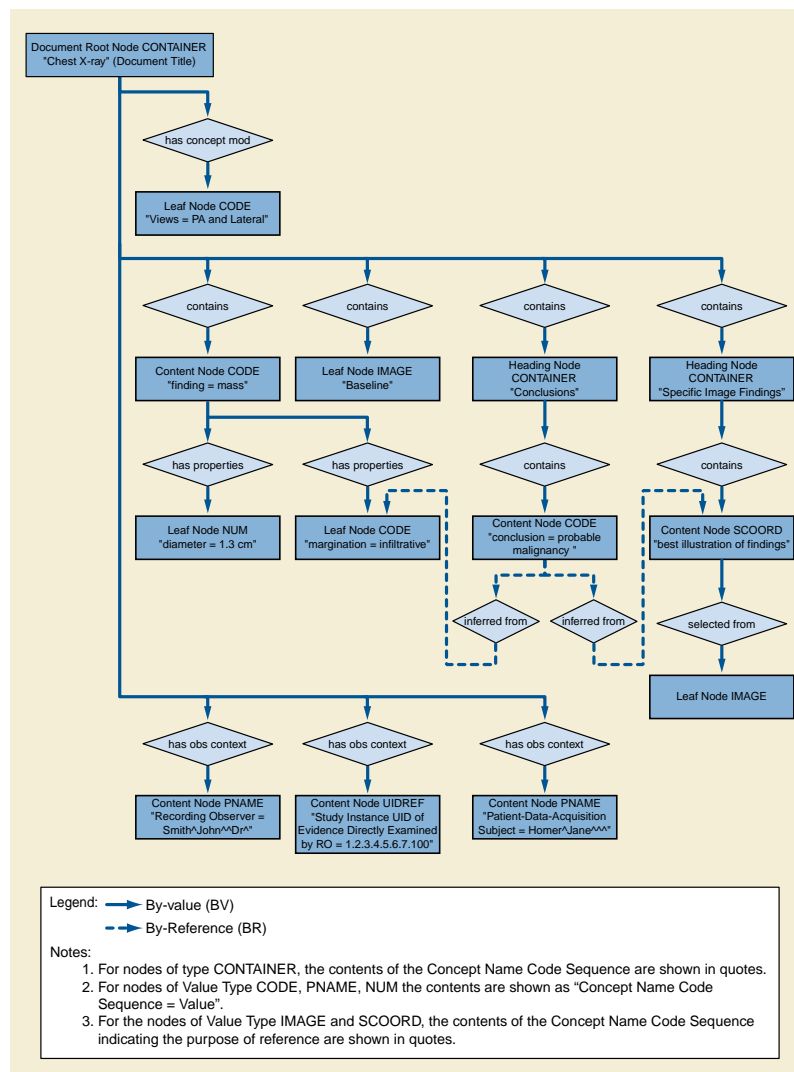 Document Root Node CONTAINER
"Chest X-ray" (Document Title)
has concept mod
Leaf Node CODE
"Views = PA and Lateral"
contains
contains
contains
contains
Content Node CODE
"finding = mass"
Leaf Node IMAGE
"Baseline"
Heading Node
CONTAINER
"Conclusions"
Heading Node
CONTAINER
"Specific Image Findings"
has properties
has properties
contains
contains
Leaf Node NUM
"diameter = 1.3 cm"
Leaf Node CODE
"margination = infiltrative"
Content Node CODE
"conclusion = probable
malignancy "
Content Node SCOORD
"best illustration of findings"
inferred from
inferred from
selected from
Leaf Node IMAGE
has obs context
has obs context
has obs context
Content Node PNAME
"Recording Observer =
Smith^John^^Dr^"
Content Node UIDREF
"Study Instance UID of
Evidence Directly Examined
by RO = 1.2.3.4.5.6.7.100"
Content Node PNAME
"Patient-Data-Acquisition
Subject = Homer^Jane^^^"
Legend: By-value (BV)
By-Reference (BR)
Notes:
1. For nodes of type CONTAINER, the contents of the Concept Name Code Sequence are shown in quotes.
2. For nodes of Value Type CODE, PNAME, NUM the contents are shown as “Concept Name Code
Sequence = Value”.
3. For the nodes of Value Type IMAGE and SCOORD, the contents of the Concept Name Code Sequence
indicating the purpose of reference are shown in quotes.